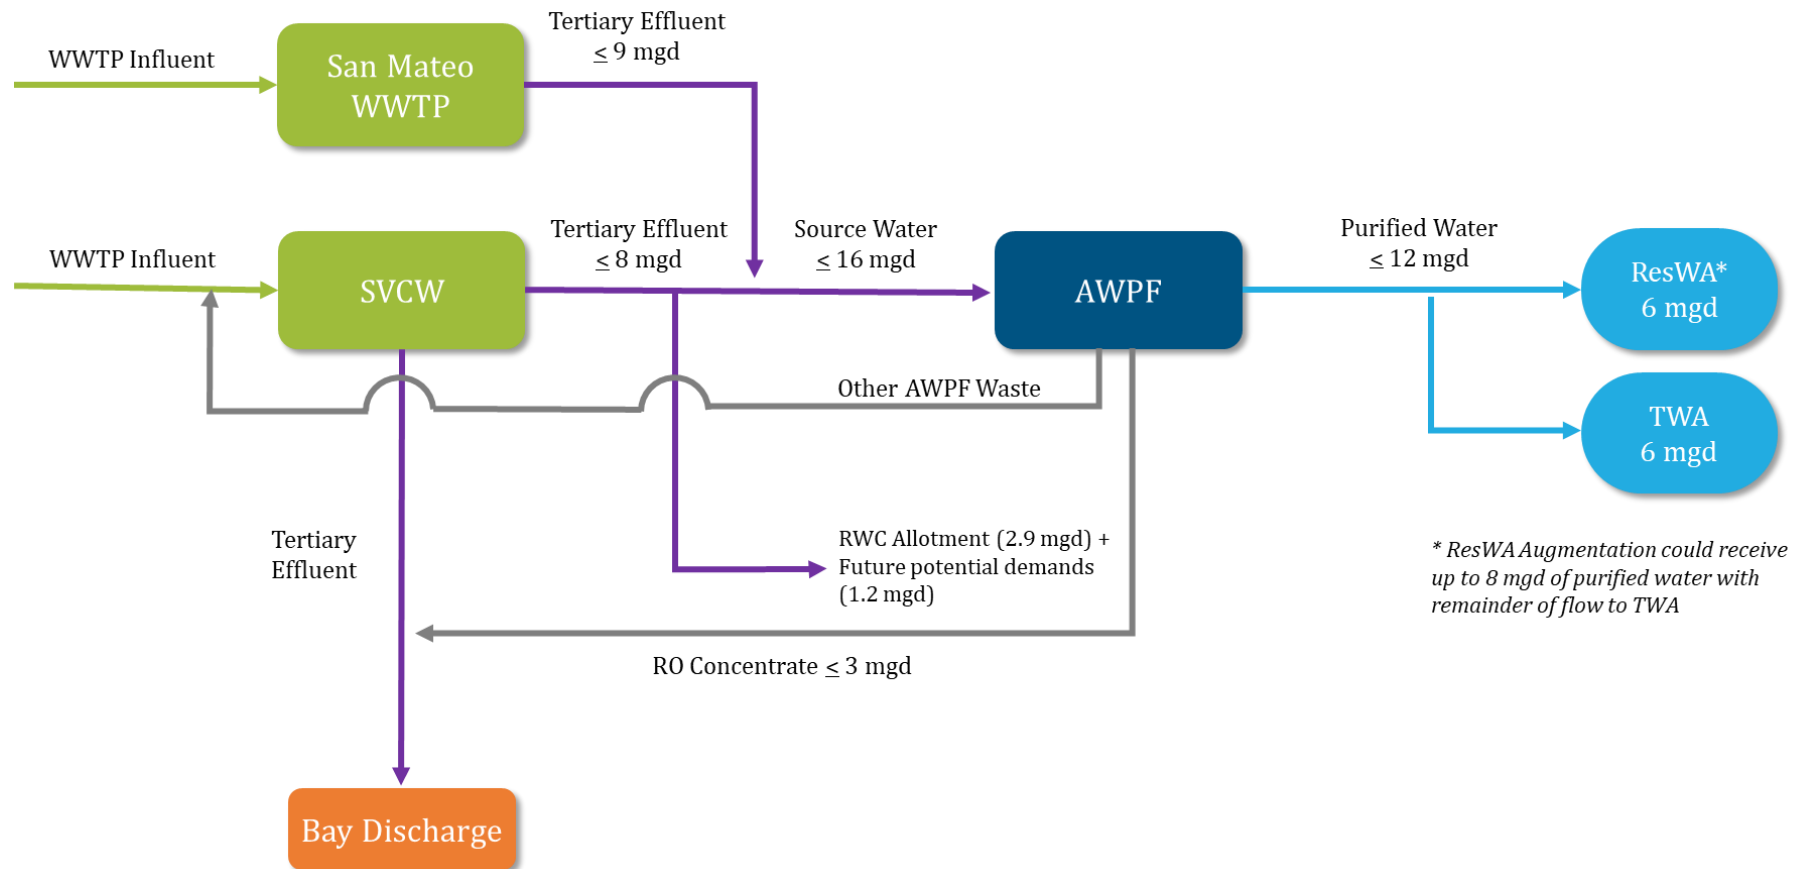 Tertiary Effluent
≤ 9 mgd
WWTP Influent
San Mateo
WWTP
WWTP Influent
SVCW
Tertiary Effluent
≤ 8 mgd
Source Water
≤ 16 mgd
AWPF
Purified Water
≤ 12 mgd
ResWA*
6 mgd
TWA
6 mgd
Other AWPF Waste
Tertiary
Effluent
RWC Allotment (2.9 mgd) +
Future potential demands
(1.2 mgd)
* ResWA Augmentation could receive
up to 8 mgd of purified water with
remainder of flow to TWA
RO Concentrate ≤ 3 mgd
Bay Discharge